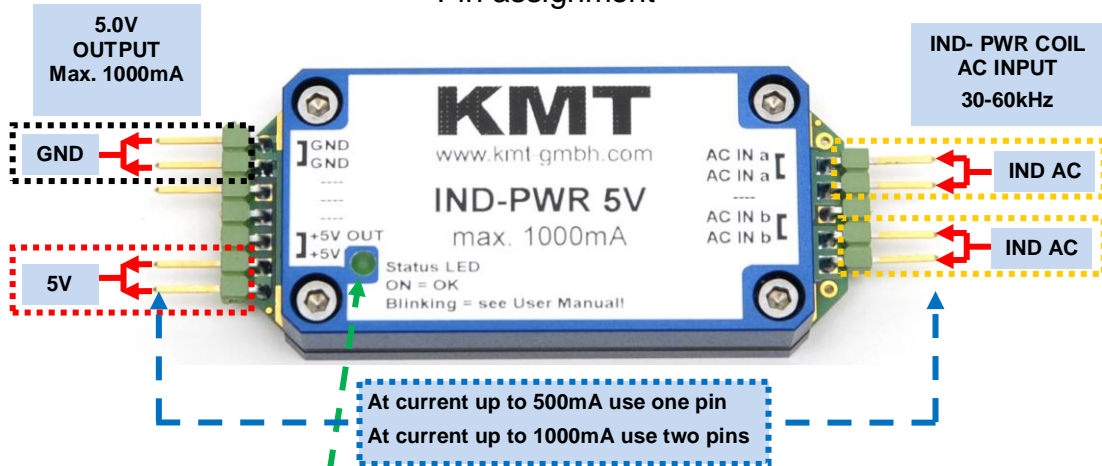 Pin assignment
5.0V
OUTPUT
Max. 1000mA
IND- PWR COIL
AC INPUT
30-60kHz
GND
5V
KMT
www.kmt-gmbh.com
IND-PWR 5V
max. 1000mA
GND
GND
----
----
----
+5V OUT
+5V
Status LED
ON = OK
Blinking = see User Manual!
AC IN a
AC IN a
----
AC IN b
AC IN b
IND AC
IND AC
At current up to 500mA use one pin
At current up to 1000mA use two pins